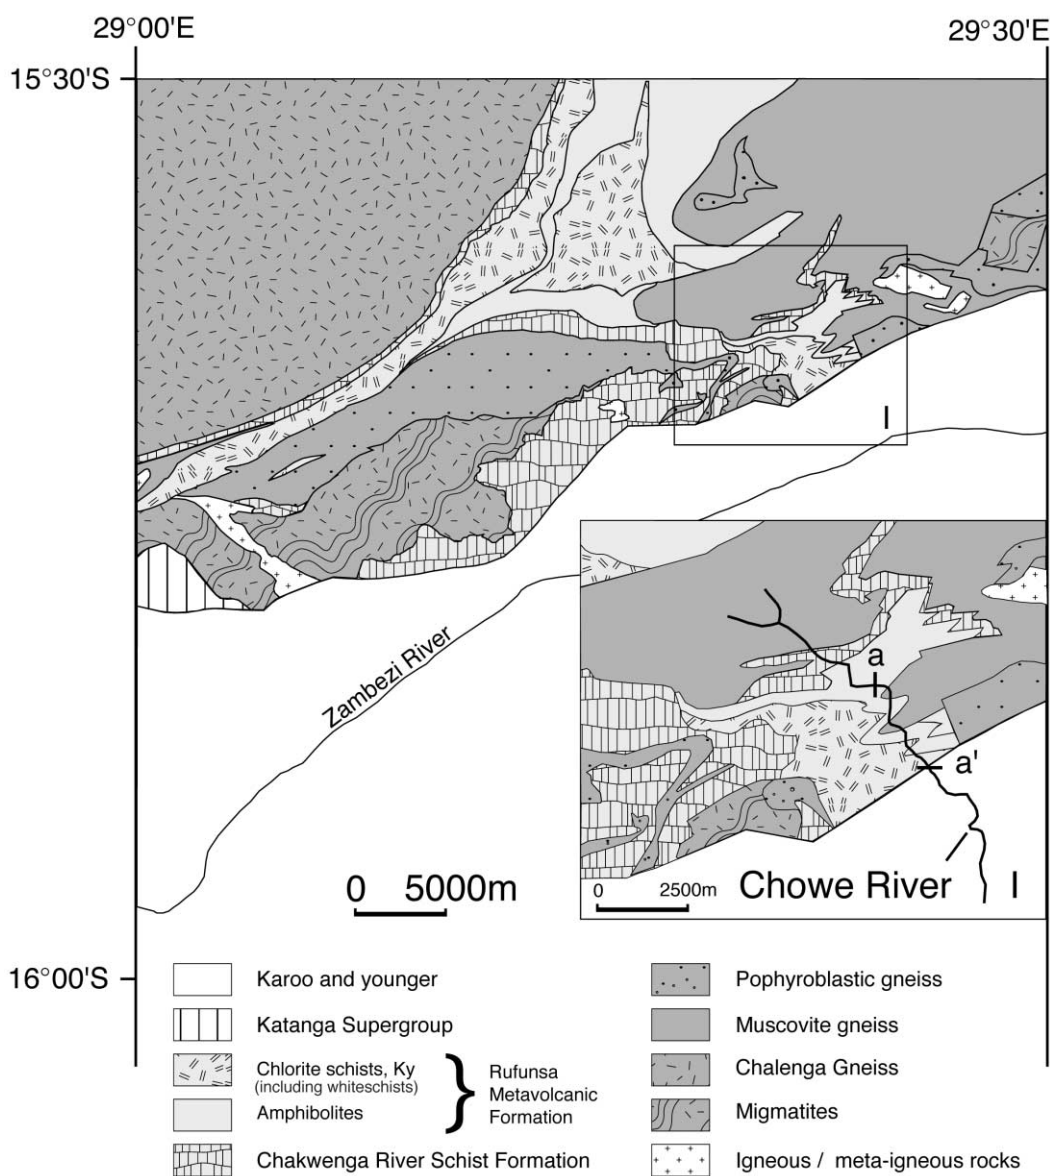 29°00'E
29°30'E
15°30'S
I
Zambezi River
a
a'
0 5000m
0 2500m
Chowe River I
16°00'S
Karoo and younger
Katanga Supergroup
Chlorite schists, Ky
(including whiteschists)
Amphibolites
Rufunsa
Metavolcanic
Formation
Chakwenga River Schist Formation
Pophyroblastic gneiss
Muscovite gneiss
Chalenga Gneiss
Migmatites
Igneous / meta-igneous rocks